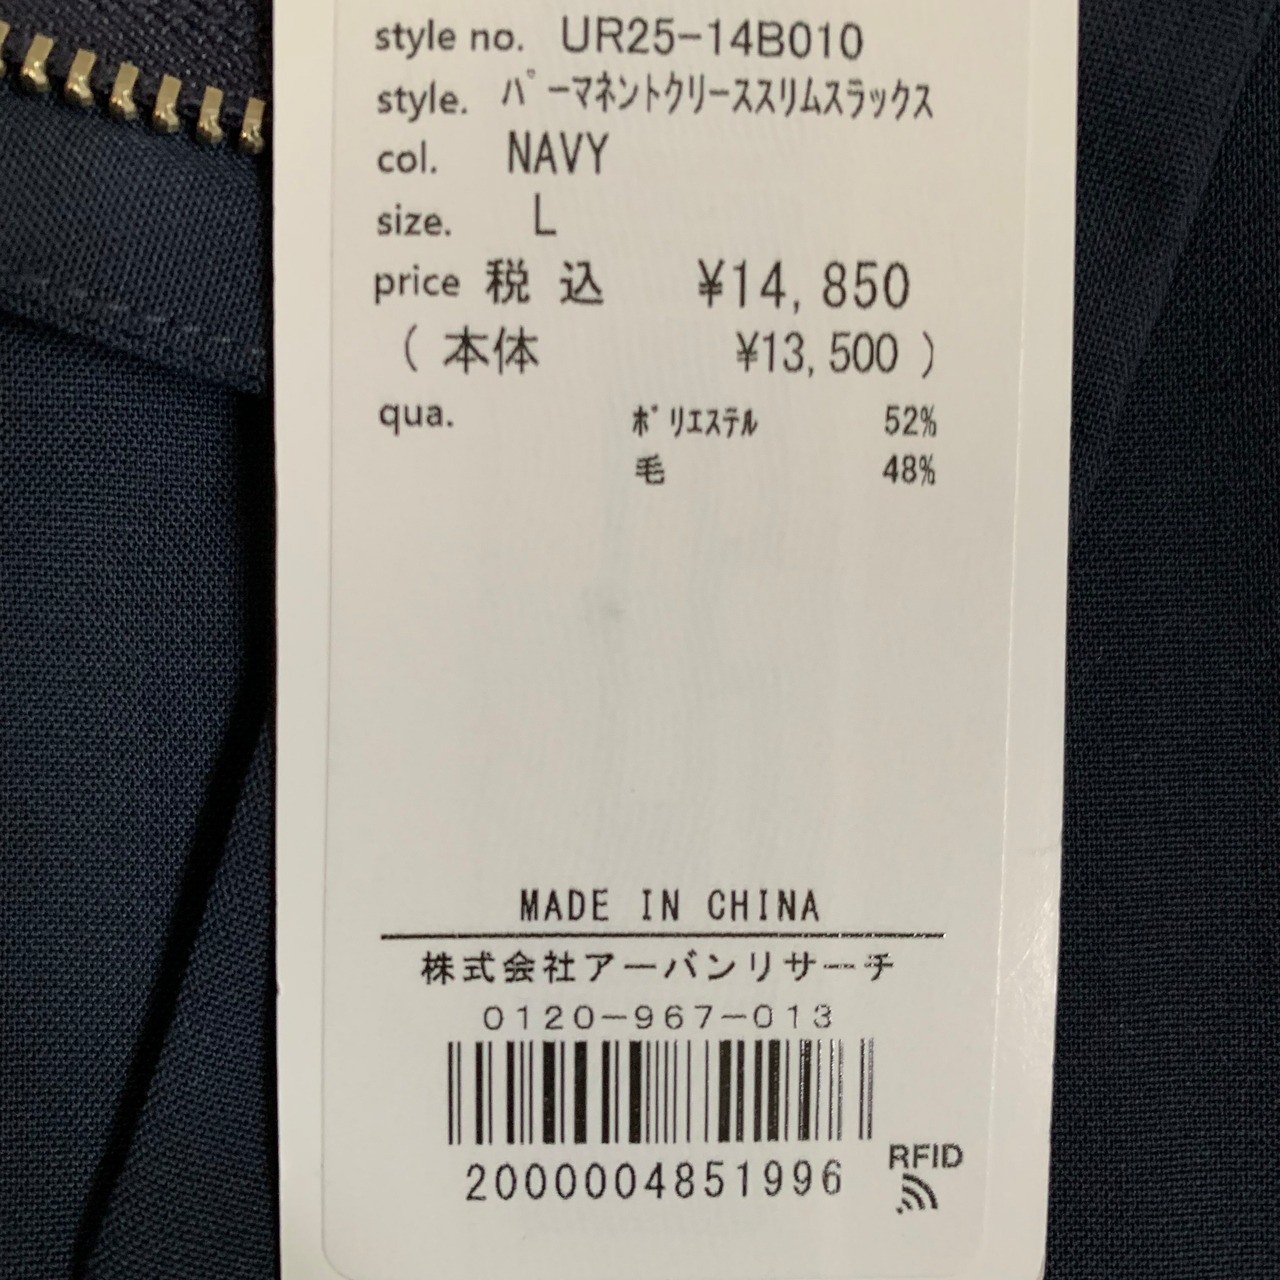 style no. UR25-14B010
style. パーマネントクリーススリムスラックス
col. NAVY
size. L
price 税込 ¥14,850
(本体 ¥13,500)
qua. ポリエステル 52%
毛 48%
MADE IN CHINA
株式会社アーバンリサーチ
0120-967-013
2000004851996
RFID